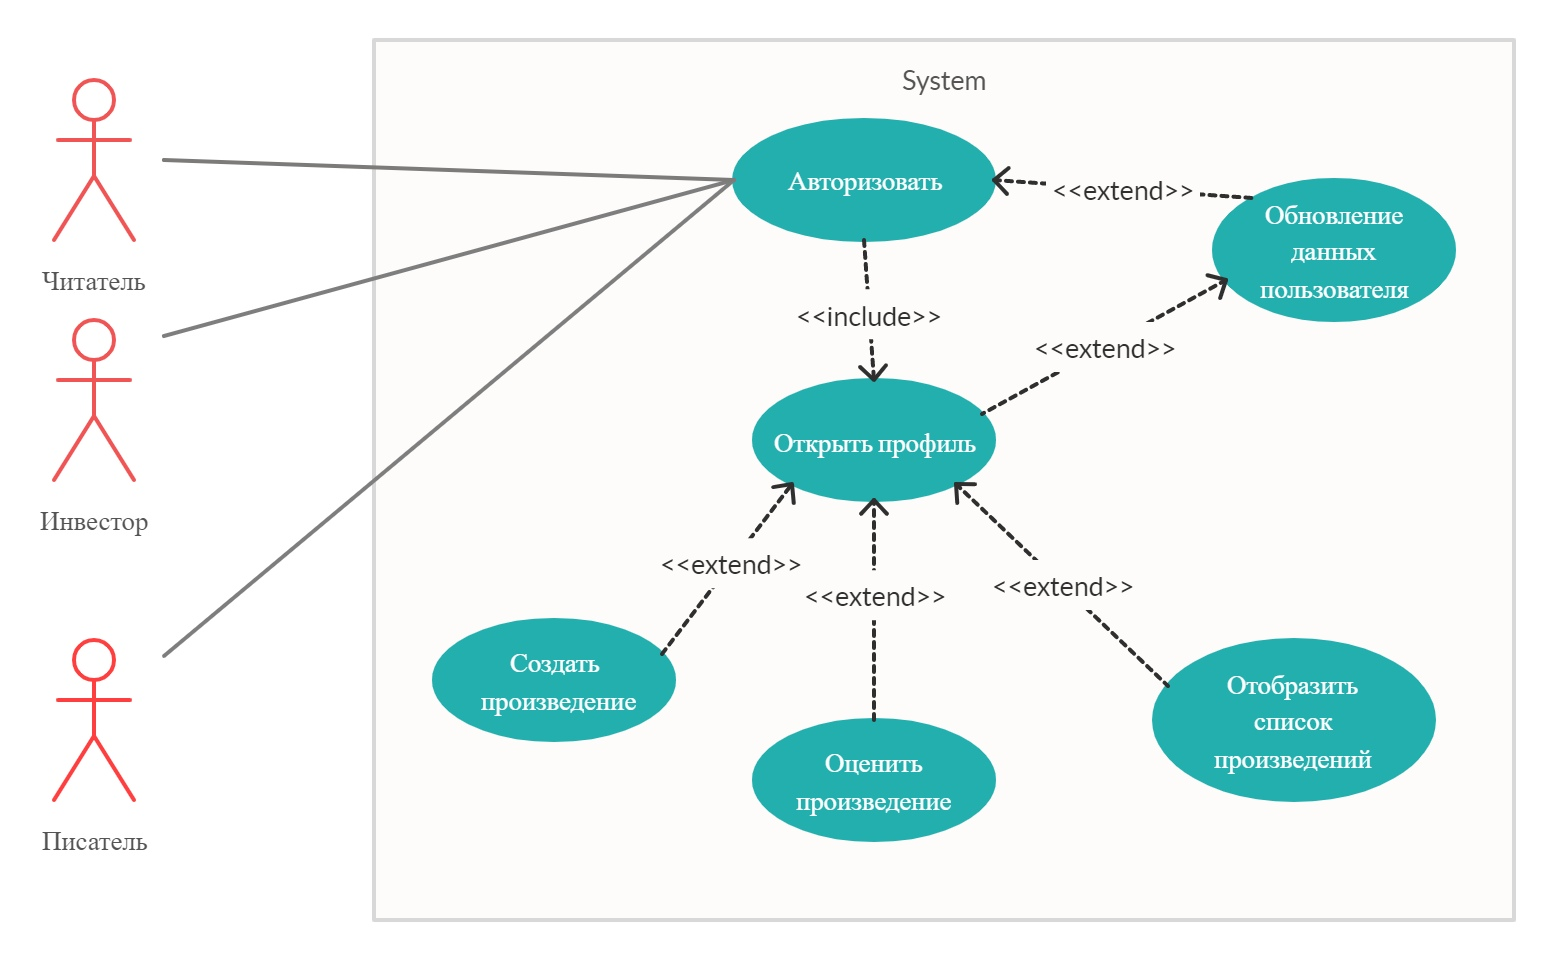 System
Читатель
Авторизовать
<<extend>>
Обновление
данных
пользователя
<<include>>
<<extend>>
Инвестор
Открыть профиль
<<extend>>
<<extend>>
<<extend>>
Писатель
Создать
произведение
Оценить
произведение
Отобразить
список
произведений